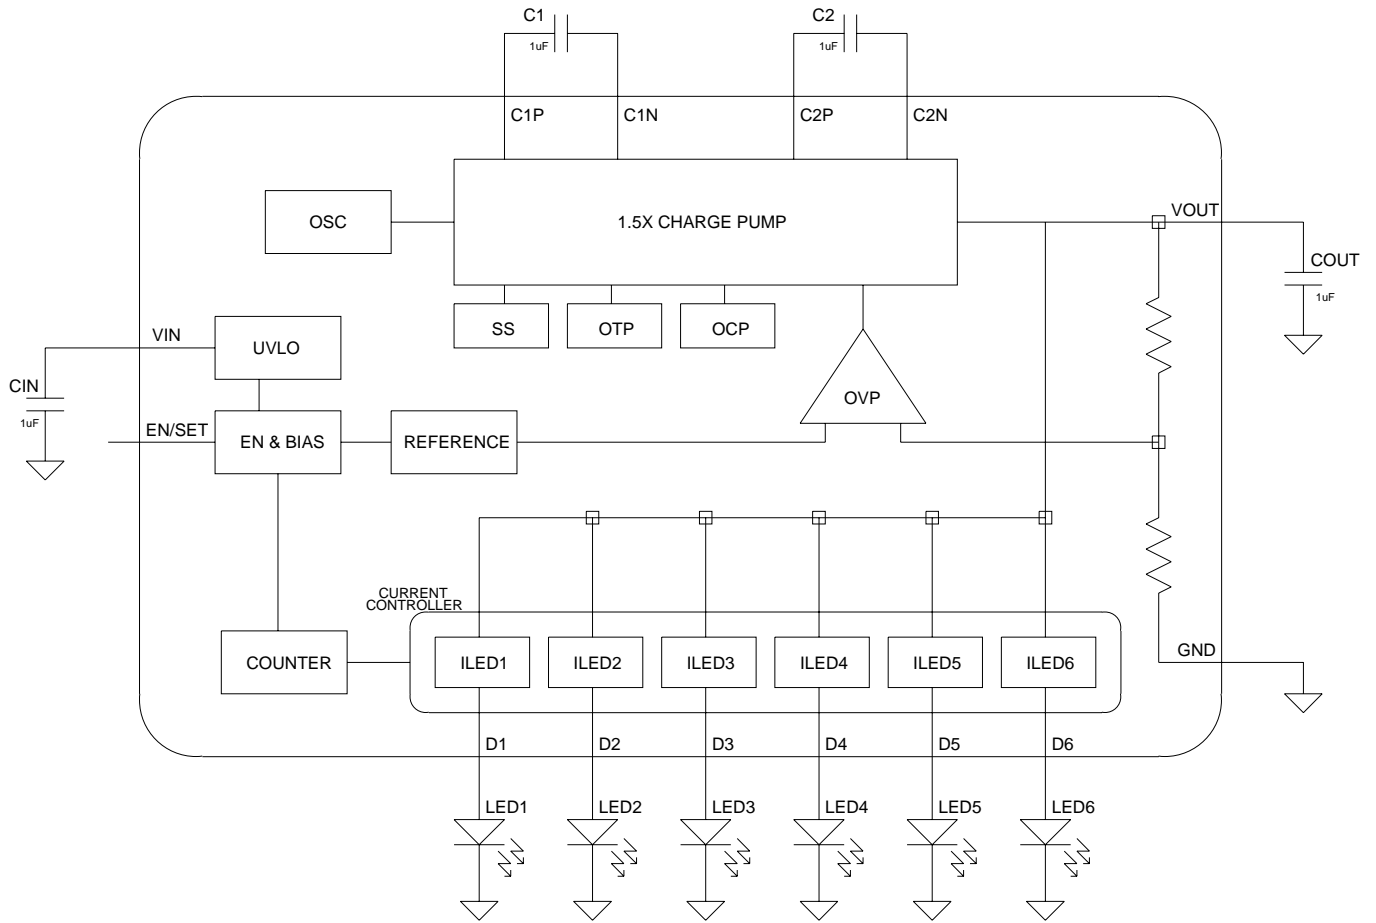 C1
C2
1uF
1uF
C1P
C1N
C2P
C2N
OSC
1.5X CHARGE PUMP
VOUT
COUT
1uF
SS
OTP
OCP
VIN
UVLO
CIN
1uF
OVP
EN/SET
EN & BIAS
REFERENCE
CURRENT
CONTROLLER
COUNTER
ILED1
ILED2
ILED3
ILED4
ILED5
ILED6
GND
D1
D2
D3
D4
D5
D6
LED1
LED2
LED3
LED4
LED5
LED6